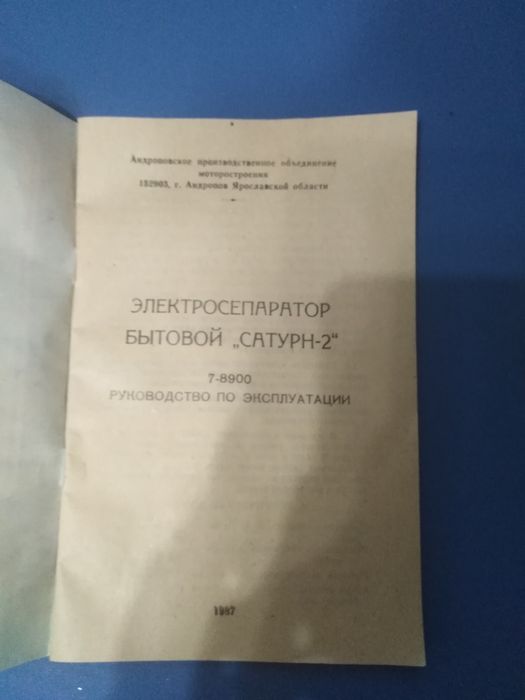 Андроповское производственное объединение
моторостроения
152903, г. Андропов Ярославской области
ЭЛЕКТРОСЕПАРАТОР
БЫТОВОЙ „САТУРН-2“
7-8900
РУКОВОДСТВО ПО ЭКСПЛУАТАЦИИ
1987